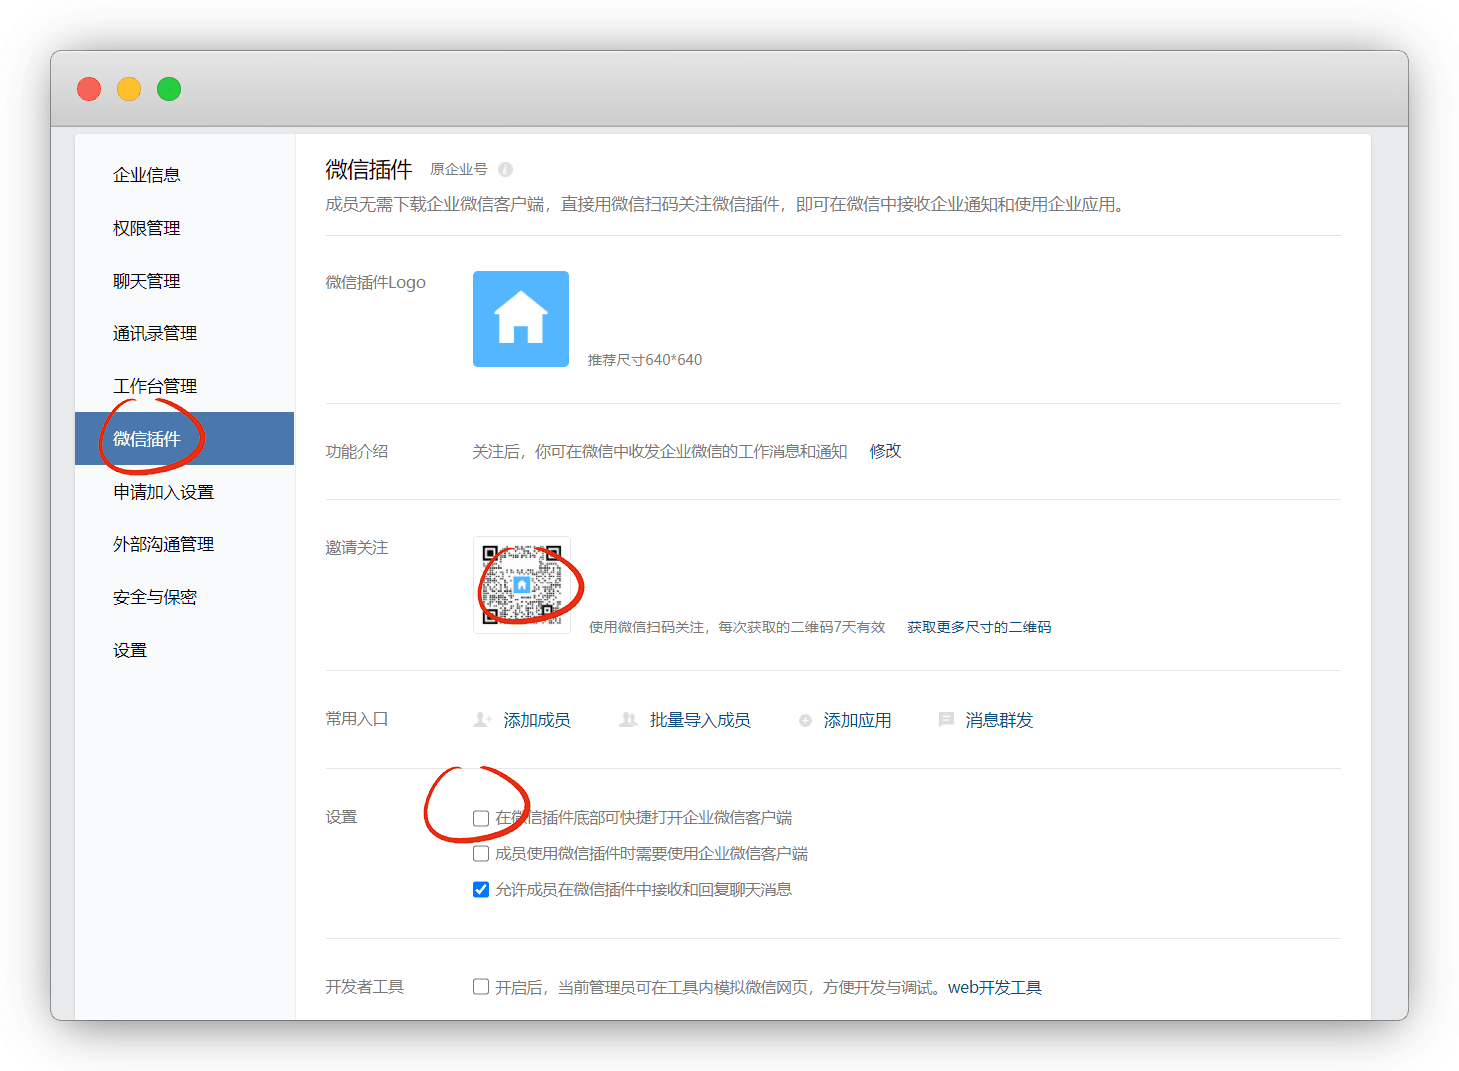 企业信息
权限管理
聊天管理
通讯录管理
工作台管理
微信插件
申请加入设置
外部沟通管理
安全与保密
设置
微信插件 原企业号
成员无需下载企业微信客户端，直接用微信扫码关注微信插件，即可在微信中接收企业通知和使用企业应用。
微信插件Logo
推荐尺寸640*640
功能介绍 关注后，你可在微信中收发企业微信的工作消息和通知 修改
邀请关注
使用微信扫码关注，每次获取的二维码7天有效 获取更多尺寸的二维码
常用入口 添加成员 批量导入成员 添加应用 消息群发
设置 在微信插件底部可快捷打开企业微信客户端
成员使用微信插件时需要使用企业微信客户端
允许成员在微信插件中接收和回复聊天消息
开发者工具 开启后，当前管理员可在工具内模拟微信网页，方便开发与调试。web开发工具